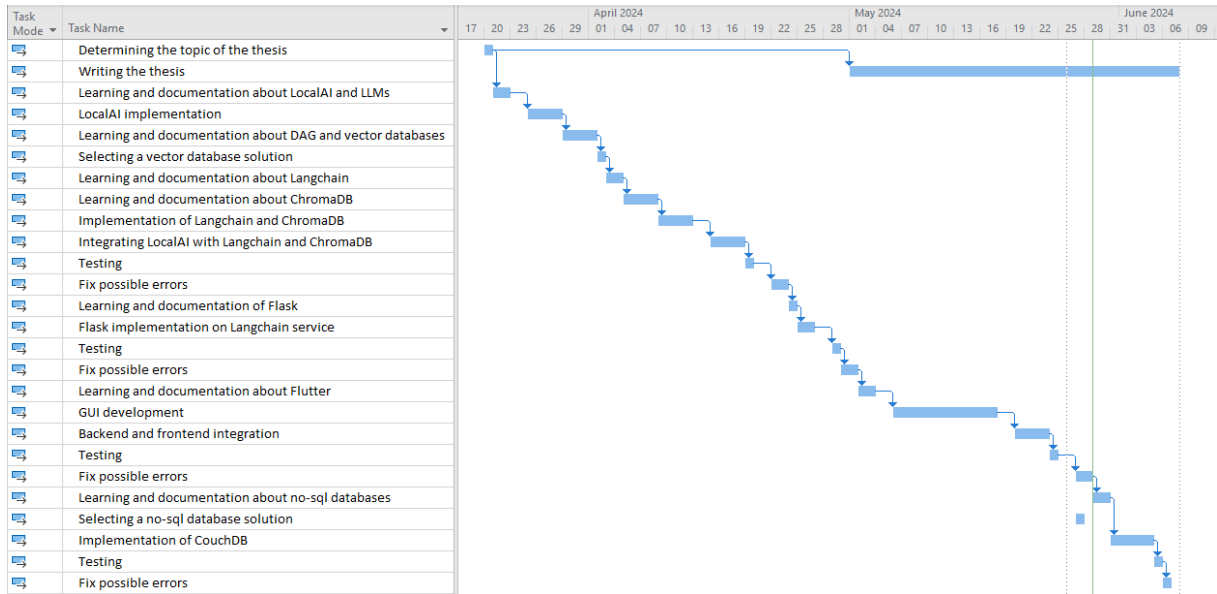 April 2024 May 2024 June 2024
Task Mode Task Name 17 20 23 26 29 01 04 07 10 13 16 19 22 25 28 01 04 07 10 13 16 19 22 25 28 31 03 06 09
Determining the topic of the thesis
Writing the thesis
Learning and documentation about LocalAI and LLMs
LocalAI implementation
Learning and documentation about DAG and vector databases
Selecting a vector database solution
Learning and documentation about Langchain
Learning and documentation about ChromaDB
Implementation of Langchain and ChromaDB
Integrating LocalAI with Langchain and ChromaDB
Testing
Fix possible errors
Learning and documentation of Flask
Flask implementation on Langchain service
Testing
Fix possible errors
Learning and documentation about Flutter
GUI development
Backend and frontend integration
Testing
Fix possible errors
Learning and documentation about no-sql databases
Selecting a no-sql database solution
Implementation of CouchDB
Testing
Fix possible errors